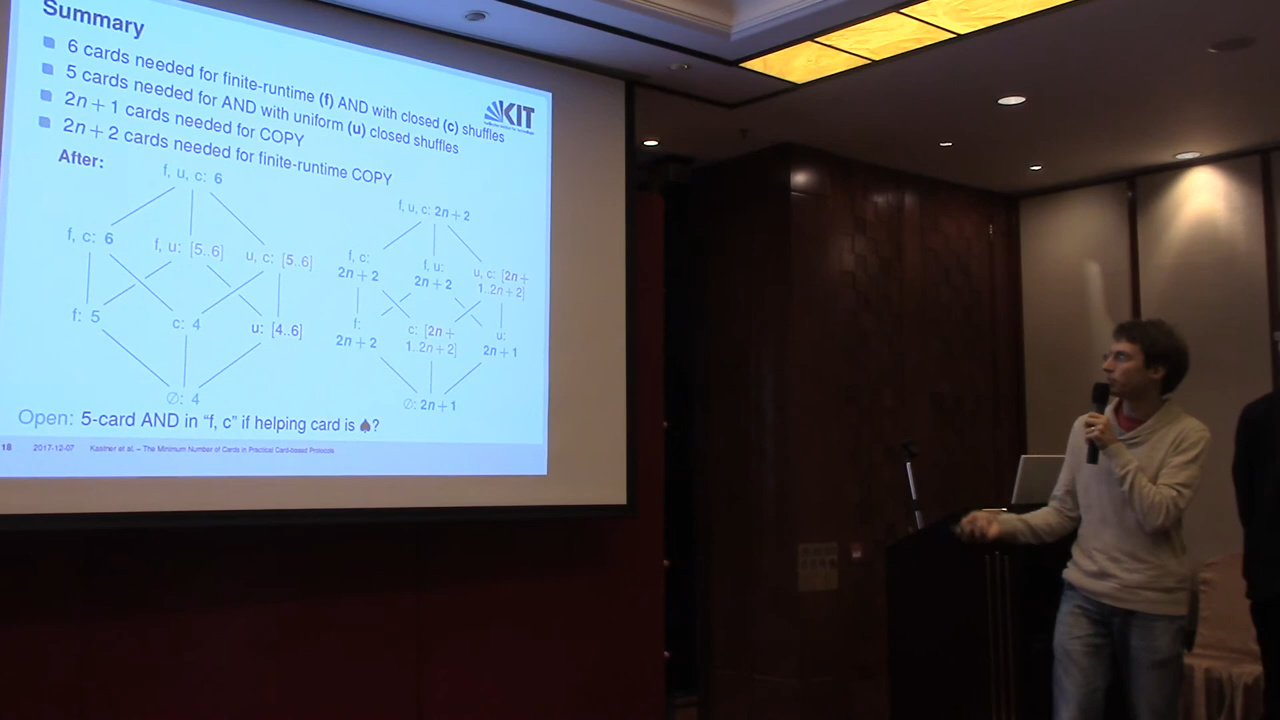 Summary
6 cards needed for finite-runtime (f) AND with closed (c) shuffles
5 cards needed for AND with uniform (u) closed shuffles
2n + 1 cards needed for COPY
2n + 2 cards needed for finite-runtime COPY
KIT
After:
f, u, c: 6
f, c: 6
f, u: [5..6]
u, c: [5..6]
f: 5
c: 4
u: [4..6]
∅: 4
f, u, c: 2n + 2
f, c:
2n + 2
f, u:
2n + 2
u, c: [2n +
1..2n + 2]
f:
2n + 2
c: [2n +
1..2n + 2]
u:
2n + 1
∅: 2n + 1
Open: 5-card AND in "f, c" if helping card is ♠?
18 2017-12-07 Kastner et al. – The Minimum Number of Cards in Practical Card-based Protocols